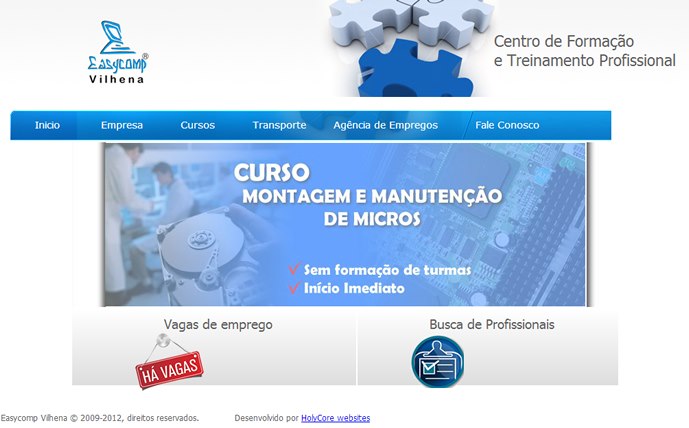 Easycomp®
Vilhena
Centro de Formação
e Treinamento Profissional
Inicio Empresa Cursos Transporte Agência de Empregos Fale Conosco
CURSO
MONTAGEM E MANUTENÇÃO
DE MICROS
√ Sem formação de turmas
√ Início Imediato
Vagas de emprego Busca de Profissionais
HÁ VAGAS
Easycomp Vilhena © 2009-2012, direitos reservados. Desenvolvido por HolyCore websites